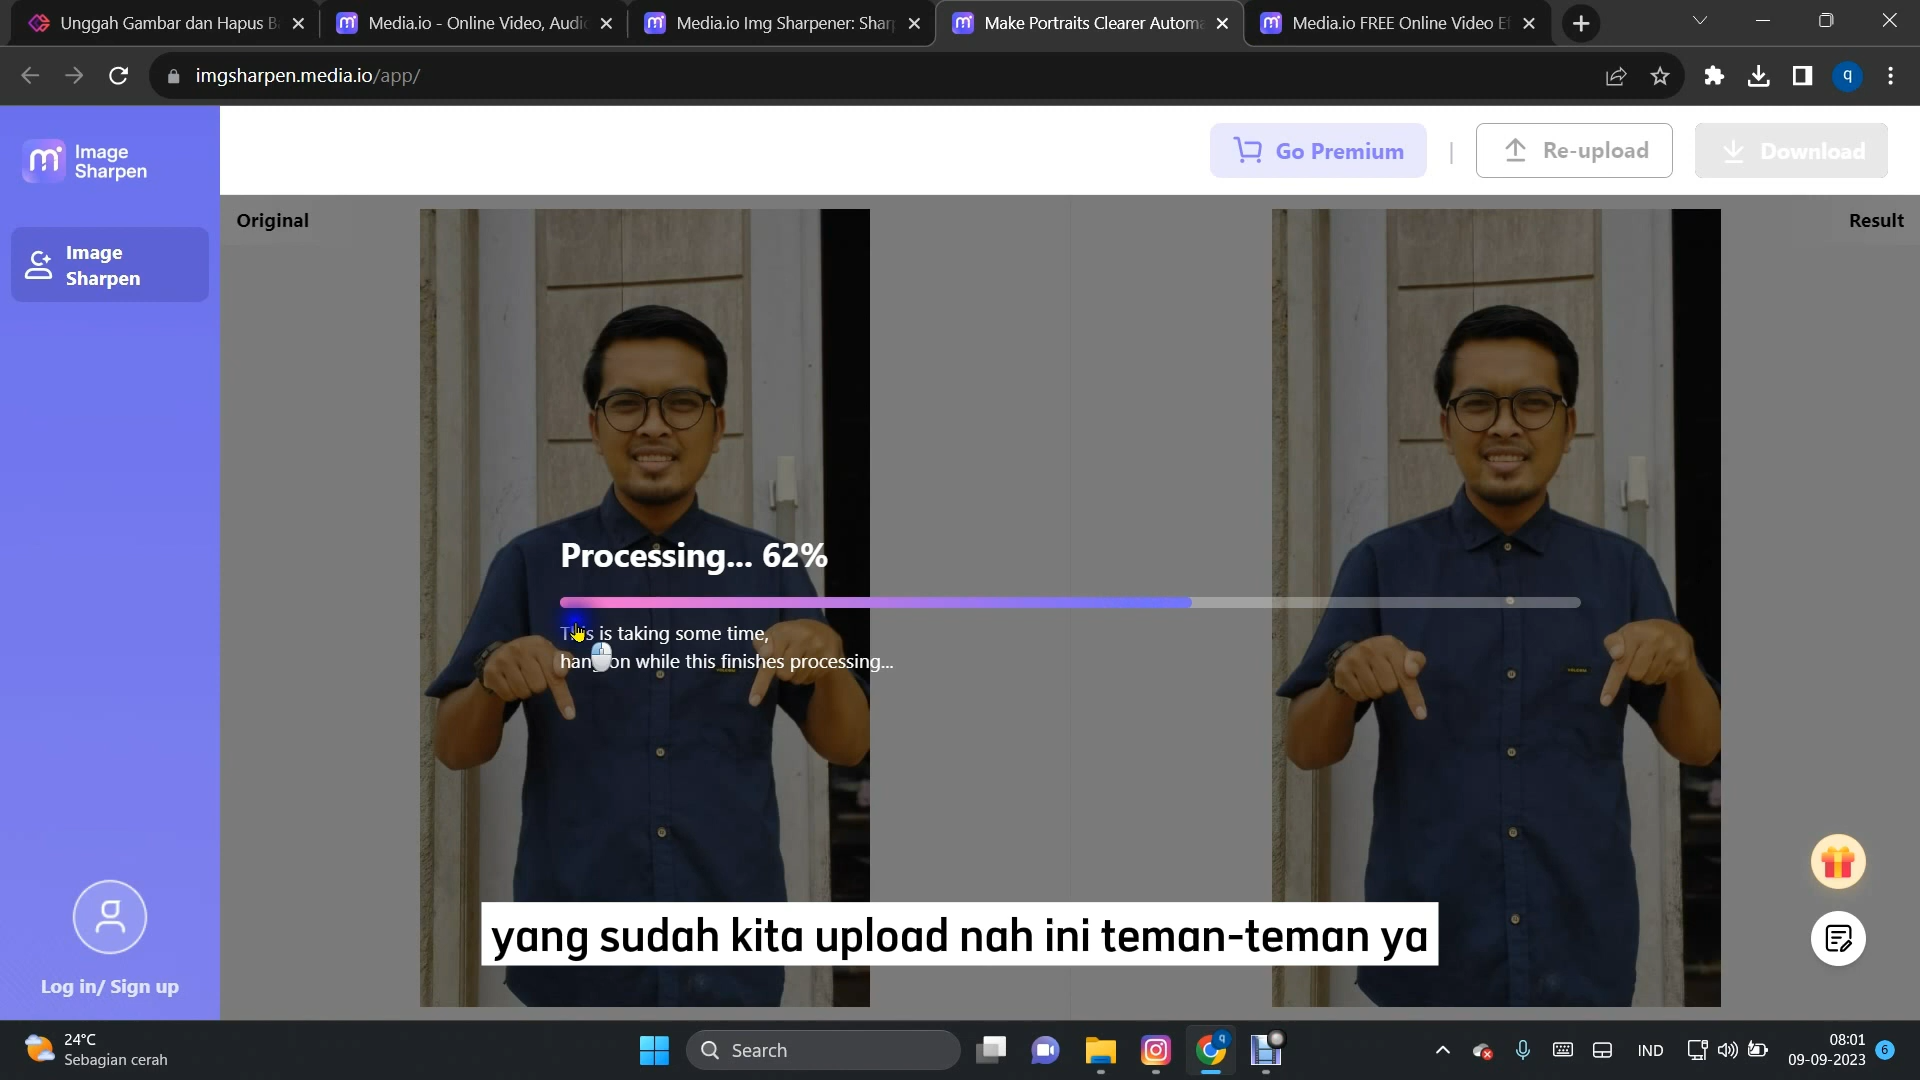 Unggah Gambar dan Hapus B
Media.io - Online Video, Audi
Media.io Img Sharpener: Shar
Make Portraits Clearer Autom
Media.io FREE Online Video E
imgsharpen.media.io/app/
q
Image
Sharpen
Go Premium
Re-upload
Download
Original
Result
Image
Sharpen
Processing... 62%
This is taking some time,
hang on while this finishes processing...
yang sudah kita upload nah ini teman-teman ya
Log in/ Sign up
24°C
Sebagian cerah
Search
q
IND
08:01
09-09-2023
6